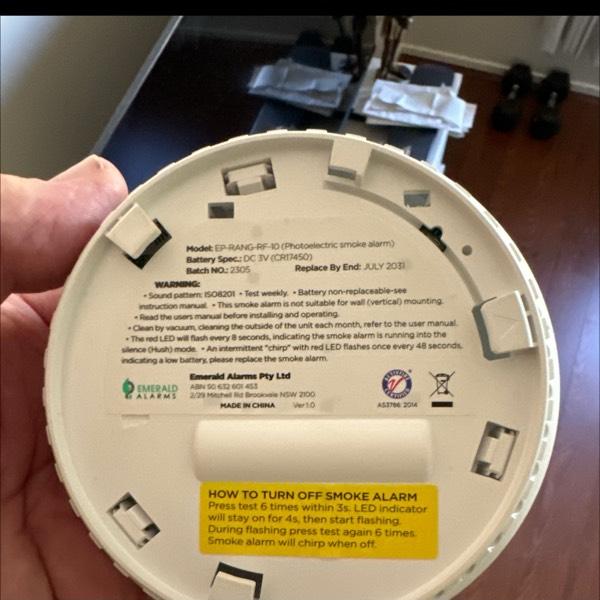 Model: EP-RANG-RF-10 (Photoelectric smoke alarm)
Battery Spec.: DC 3V (CR17450)
Batch NO.: 2305 Replace By End: JULY 2031
WARNING:
• Sound pattern: ISO8201 • Test weekly. • Battery non-replaceable-see
instruction manual. • This smoke alarm is not suitable for wall (vertical) mounting.
• Read the users manual before installing and operating.
• Clean by vacuum, cleaning the outside of the unit each month, refer to the user manual.
• The red LED will flash every 8 seconds, indicating the smoke alarm is running into the
silence (Hush) mode. • An intermittent "chirp" with red LED flashes once every 48 seconds,
indicating a low battery, please replace the smoke alarm.
EMERALD
ALARMS
Emerald Alarms Pty Ltd
ABN 50 632 601 453
2/29 Mitchell Rd Brookvale NSW 2100
MADE IN CHINA Ver1.0
AS3786: 2014
HOW TO TURN OFF SMOKE ALARM
Press test 6 times within 3s. LED indicator
will stay on for 4s, then start flashing.
During flashing press test again 6 times.
Smoke alarm will chirp when off.